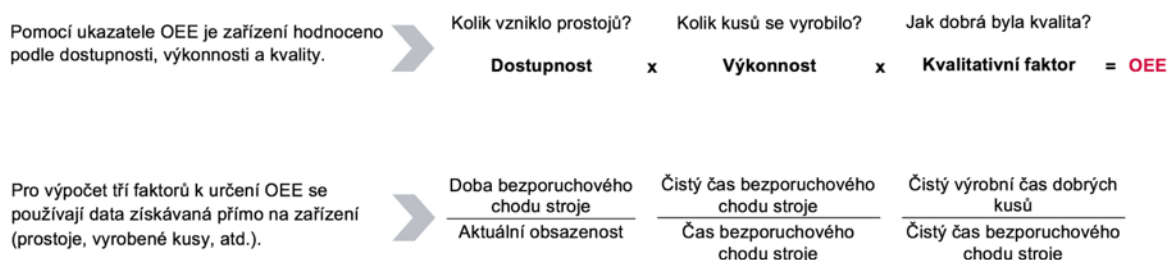 Pomocí ukazatele OEE je zařízení hodnoceno
podle dostupnosti, výkonnosti a kvality.
Kolik vzniklo prostojů? Kolik kusů se vyrobilo? Jak dobrá byla kvalita?
Dostupnost x Výkonnost x Kvalitativní faktor = OEE
Pro výpočet tří faktorů k určení OEE se
používají data získávaná přímo na zařízení
(prostoje, vyrobené kusy, atd.).
Doba bezporuchového
chodu stroje
Aktuální obsazenost
Čistý čas bezporuchového
chodu stroje
Čas bezporuchového
chodu stroje
Čistý výrobní čas dobrých
kusů
Čistý čas bezporuchového
chodu stroje